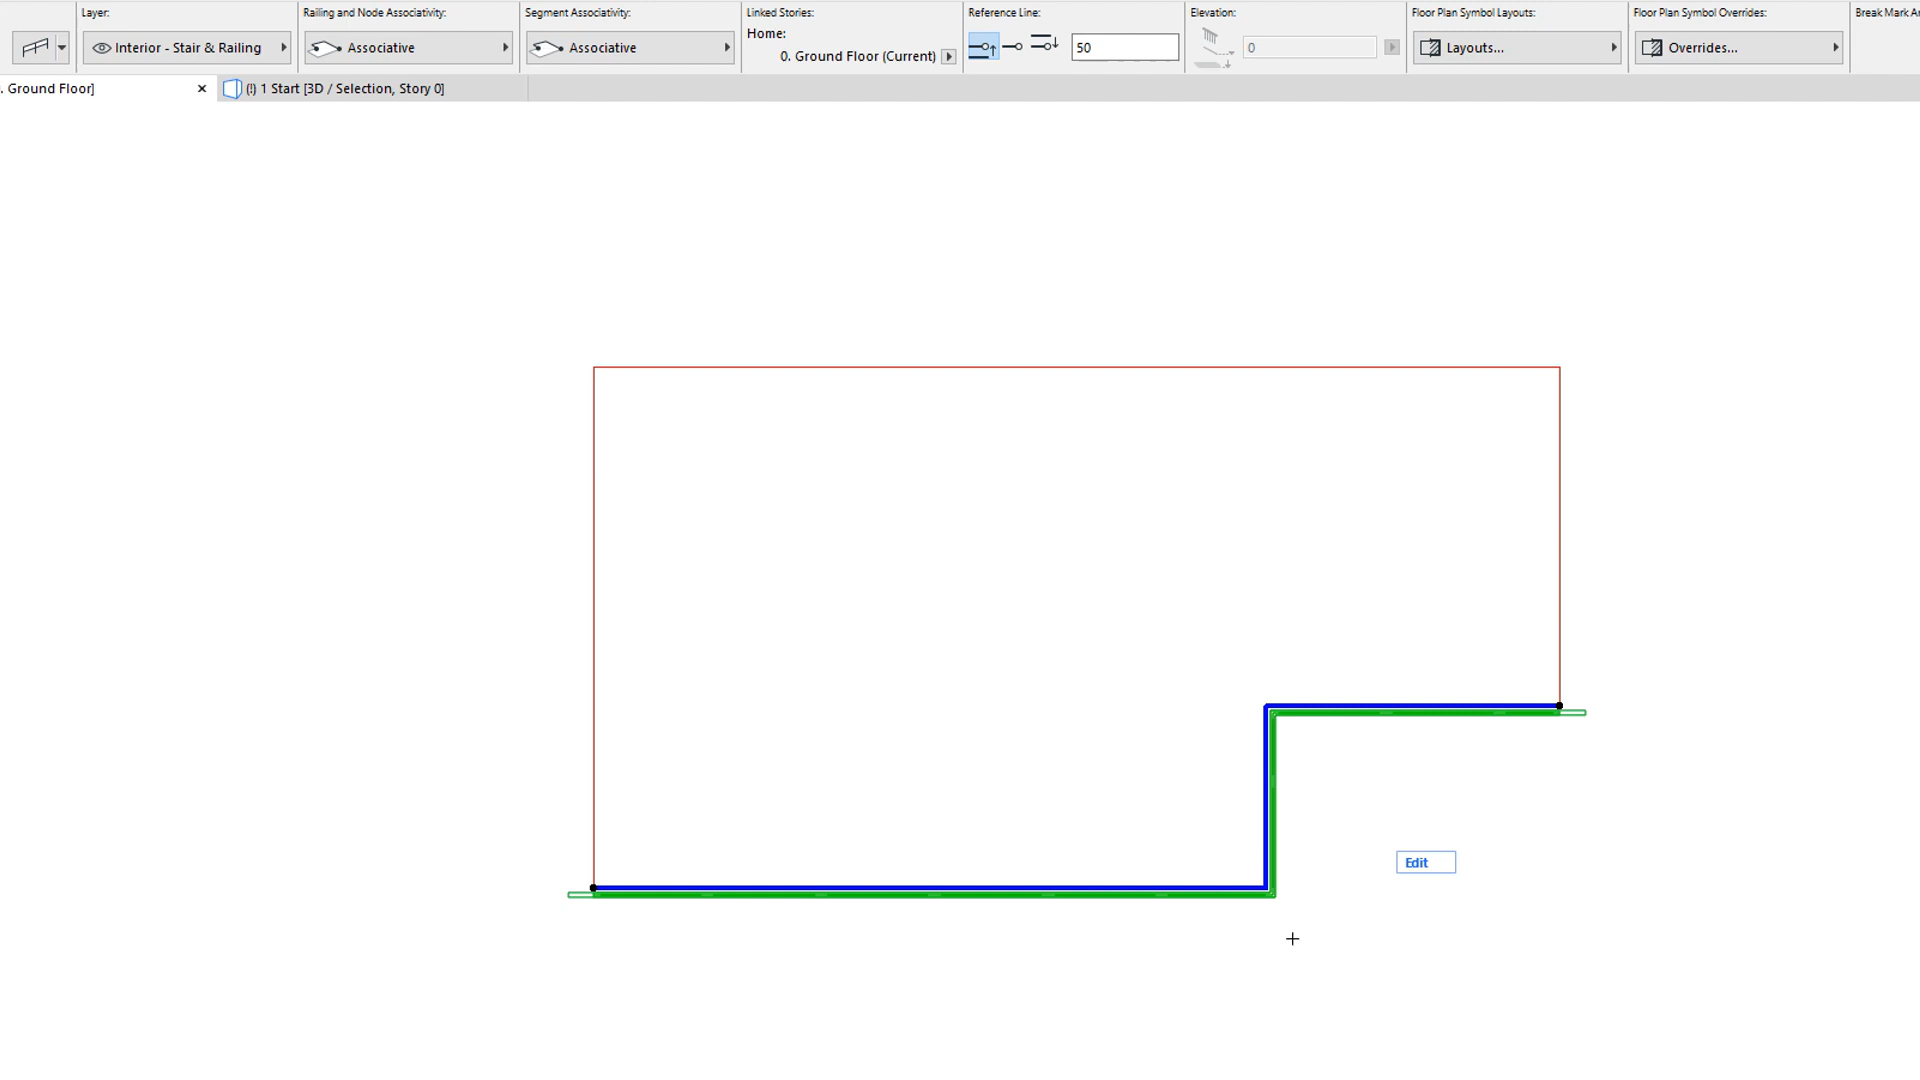 Layer:
Interior - Stair & Railing
Railing and Node Associativity:
Associative
Segment Associativity:
Associative
Linked Stories:
Home:
0. Ground Floor (Current)
Reference Line:
50
Elevation:
0
Floor Plan Symbol Layouts:
Layouts...
Floor Plan Symbol Overrides:
Overrides...
Break Mark A
. Ground Floor]
(!) 1 Start [3D / Selection, Story 0]
Edit